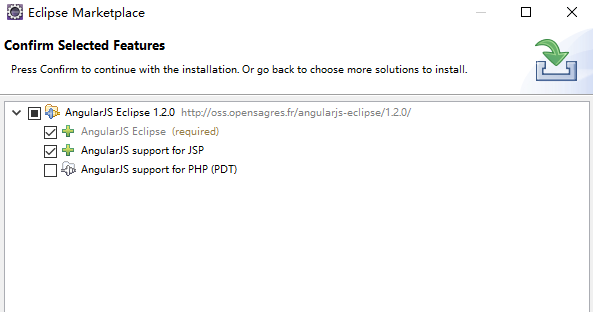 Eclipse Marketplace
Confirm Selected Features
Press Confirm to continue with the installation. Or go back to choose more solutions to install.
AngularJS Eclipse 1.2.0 http://oss.opensagres.fr/angularjs-eclipse/1.2.0/
AngularJS Eclipse (required)
AngularJS support for JSP
AngularJS support for PHP (PDT)